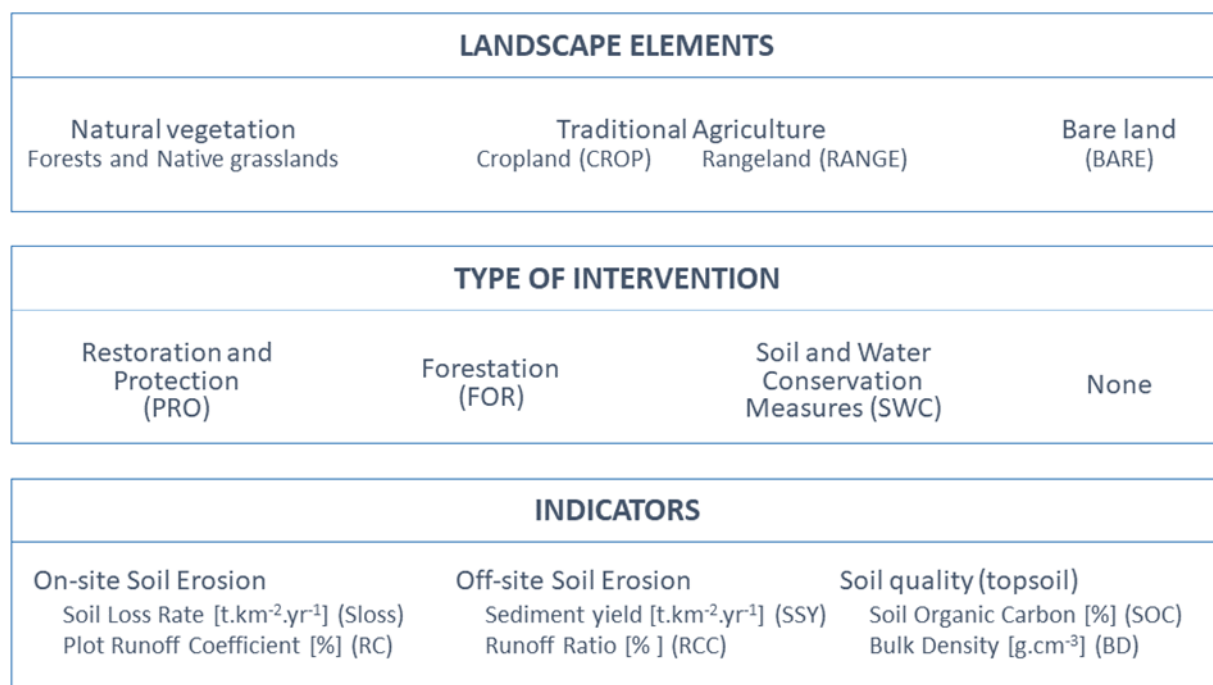 LANDSCAPE ELEMENTS
Natural vegetation
Forests and Native grasslands
Traditional Agriculture
Cropland (CROP) Rangeland (RANGE)
Bare land
(BARE)
TYPE OF INTERVENTION
Restoration and
Protection
(PRO)
Forestation
(FOR)
Soil and Water
Conservation
Measures (SWC)
None
INDICATORS
On-site Soil Erosion
Soil Loss Rate [t.km⁻².yr⁻¹] (Sloss)
Plot Runoff Coefficient [%] (RC)
Off-site Soil Erosion
Sediment yield [t.km⁻².yr⁻¹] (SSY)
Runoff Ratio [% ] (RCC)
Soil quality (topsoil)
Soil Organic Carbon [%] (SOC)
Bulk Density [g.cm⁻³] (BD)